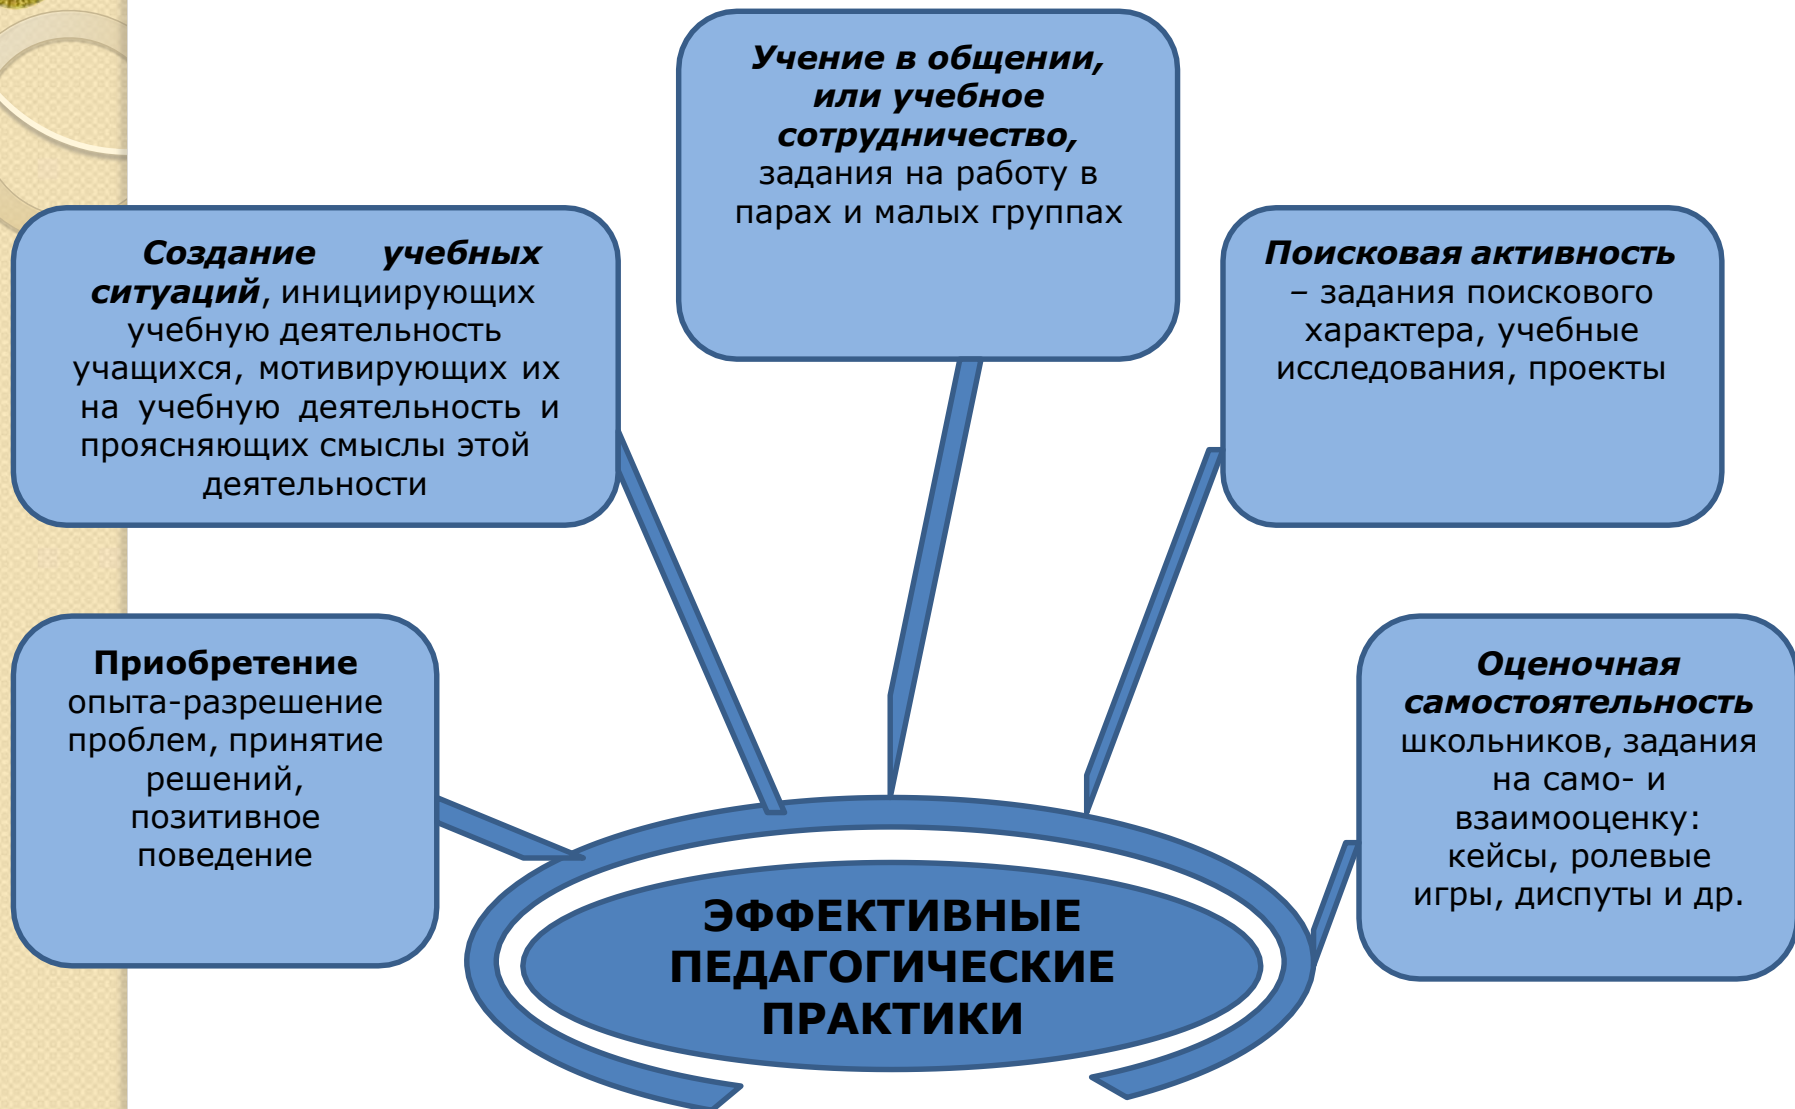 Учение в общении,
или учебное
сотрудничество,
задания на работу в
парах и малых группах
Создание учебных
ситуаций, инициирующих
учебную деятельность
учащихся, мотивирующих их
на учебную деятельность и
проясняющих смыслы этой
деятельности
Поисковая активность
– задания поискового
характера, учебные
исследования, проекты
Приобретение
опыта-разрешение
проблем, принятие
решений,
позитивное
поведение
Оценочная
самостоятельность
школьников, задания
на само- и
взаимооценку:
кейсы, ролевые
игры, диспуты и др.
ЭФФЕКТИВНЫЕ
ПЕДАГОГИЧЕСКИЕ
ПРАКТИКИ